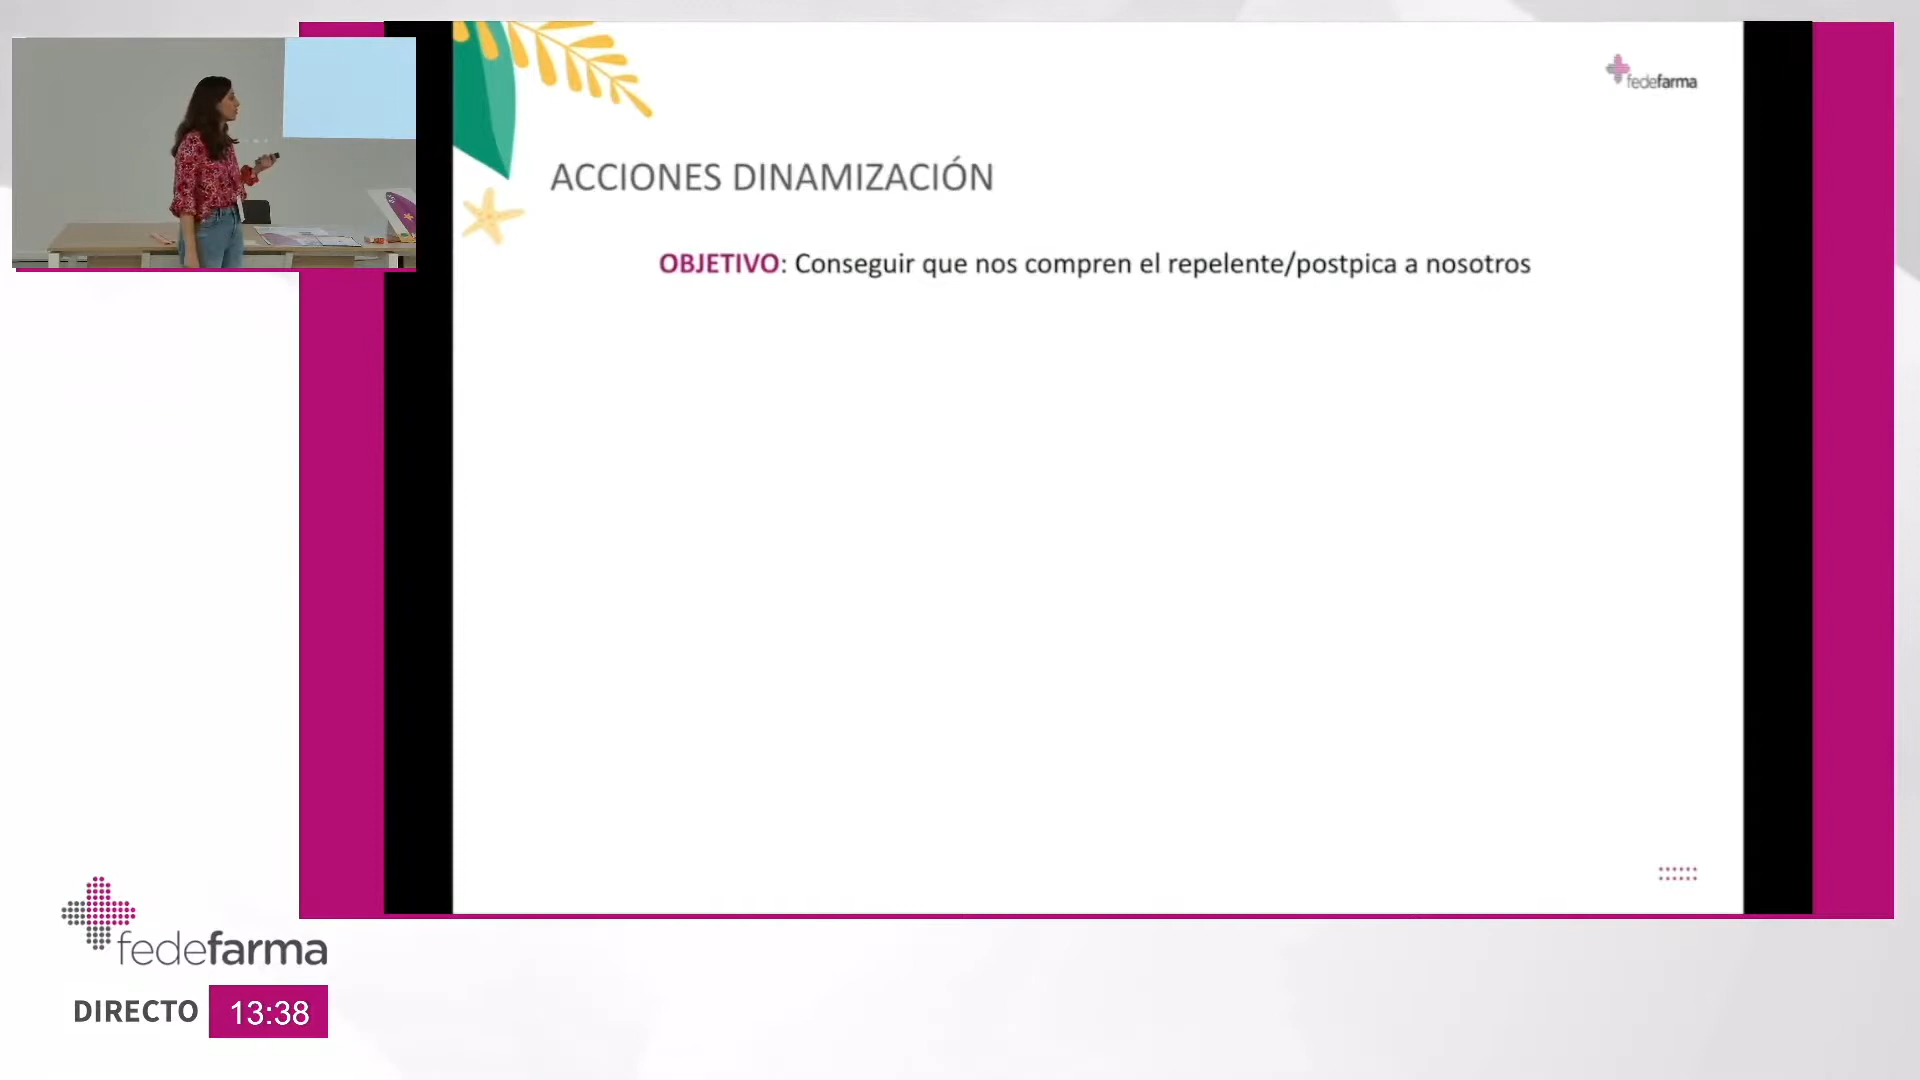 fedefarma
ACCIONES DINAMIZACIÓN
OBJETIVO: Conseguir que nos compren el repelente/postpica a nosotros
fedefarma
DIRECTO 13:38